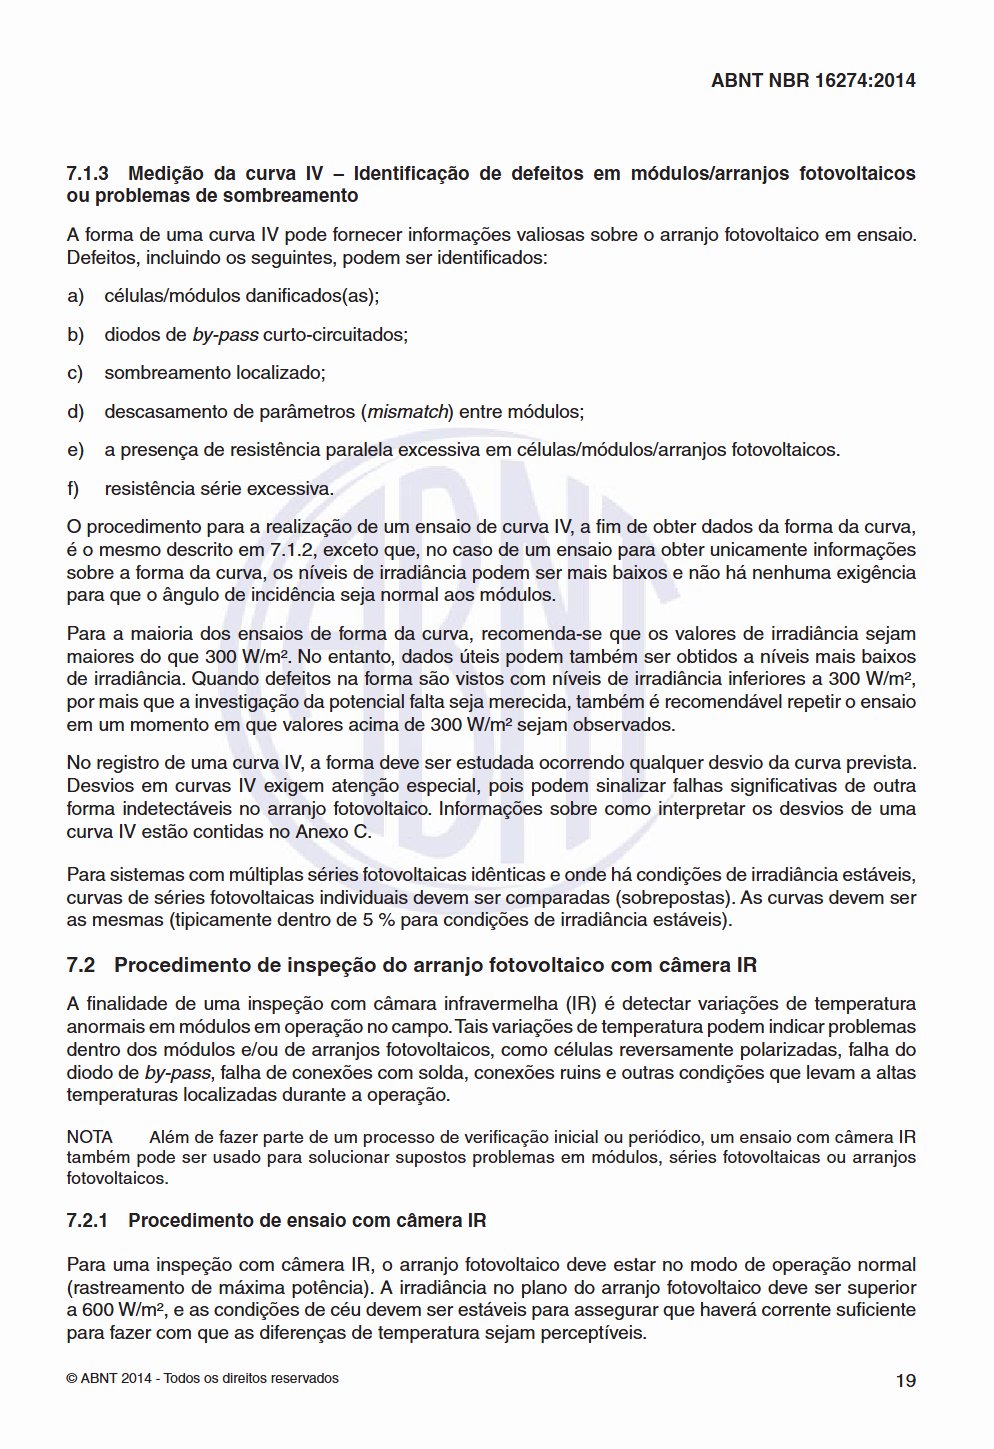 ABNT NBR 16274:2014
7.1.3 Medição da curva IV – Identificação de defeitos em módulos/arranjos fotovoltaicos
ou problemas de sombreamento
A forma de uma curva IV pode fornecer informações valiosas sobre o arranjo fotovoltaico em ensaio.
Defeitos, incluindo os seguintes, podem ser identificados:
a) células/módulos danificados(as);
b) diodos de by-pass curto-circuitados;
c) sombreamento localizado;
d) descasamento de parâmetros (mismatch) entre módulos;
e) a presença de resistência paralela excessiva em células/módulos/arranjos fotovoltaicos.
f) resistência série excessiva.
O procedimento para a realização de um ensaio de curva IV, a fim de obter dados da forma da curva,
é o mesmo descrito em 7.1.2, exceto que, no caso de um ensaio para obter unicamente informações
sobre a forma da curva, os níveis de irradiância podem ser mais baixos e não há nenhuma exigência
para que o ângulo de incidência seja normal aos módulos.
Para a maioria dos ensaios de forma da curva, recomenda-se que os valores de irradiância sejam
maiores do que 300 W/m². No entanto, dados úteis podem também ser obtidos a níveis mais baixos
de irradiância. Quando defeitos na forma são vistos com níveis de irradiância inferiores a 300 W/m²,
por mais que a investigação da potencial falta seja merecida, também é recomendável repetir o ensaio
em um momento em que valores acima de 300 W/m² sejam observados.
No registro de uma curva IV, a forma deve ser estudada ocorrendo qualquer desvio da curva prevista.
Desvios em curvas IV exigem atenção especial, pois podem sinalizar falhas significativas de outra
forma indetectáveis no arranjo fotovoltaico. Informações sobre como interpretar os desvios de uma
curva IV estão contidas no Anexo C.
Para sistemas com múltiplas séries fotovoltaicas idênticas e onde há condições de irradiância estáveis,
curvas de séries fotovoltaicas individuais devem ser comparadas (sobrepostas). As curvas devem ser
as mesmas (tipicamente dentro de 5 % para condições de irradiância estáveis).
7.2 Procedimento de inspeção do arranjo fotovoltaico com câmera IR
A finalidade de uma inspeção com câmara infravermelha (IR) é detectar variações de temperatura
anormais em módulos em operação no campo. Tais variações de temperatura podem indicar problemas
dentro dos módulos e/ou de arranjos fotovoltaicos, como células reversamente polarizadas, falha do
diodo de by-pass, falha de conexões com solda, conexões ruins e outras condições que levam a altas
temperaturas localizadas durante a operação.
NOTA Além de fazer parte de um processo de verificação inicial ou periódico, um ensaio com câmera IR
também pode ser usado para solucionar supostos problemas em módulos, séries fotovoltaicas ou arranjos
fotovoltaicos.
7.2.1 Procedimento de ensaio com câmera IR
Para uma inspeção com câmera IR, o arranjo fotovoltaico deve estar no modo de operação normal
(rastreamento de máxima potência). A irradiância no plano do arranjo fotovoltaico deve ser superior
a 600 W/m², e as condições de céu devem ser estáveis para assegurar que haverá corrente suficiente
para fazer com que as diferenças de temperatura sejam perceptíveis.
© ABNT 2014 - Todos os direitos reservados
19
ABNT